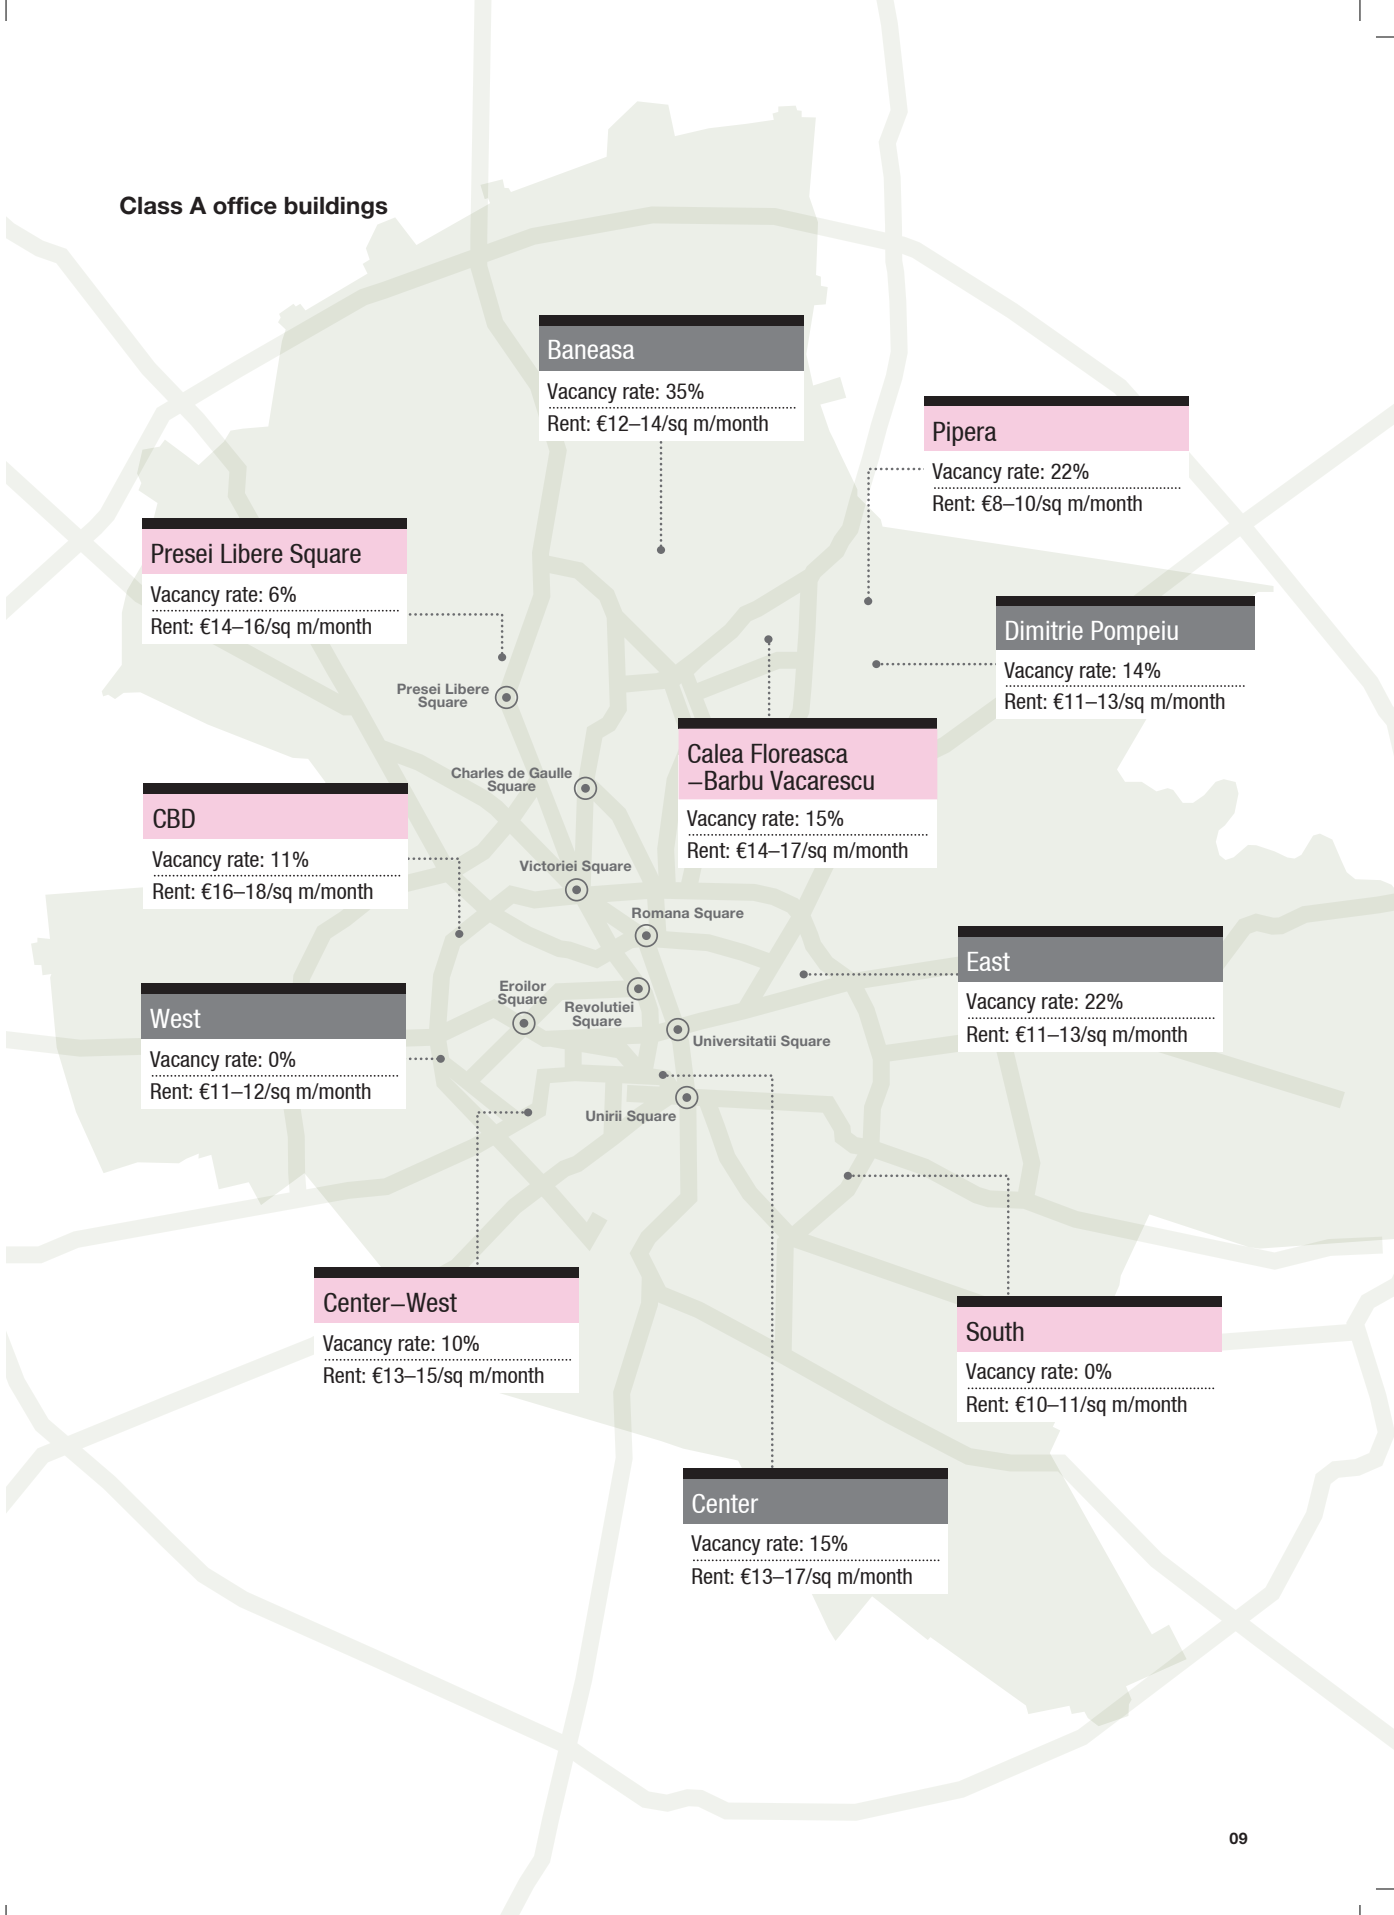 Class A office buildings
Baneasa
Vacancy rate: 35%
Rent: €12–14/sq m/month
Pipera
Vacancy rate: 22%
Rent: €8–10/sq m/month
Presei Libere Square
Vacancy rate: 6%
Rent: €14–16/sq m/month
Dimitrie Pompeiu
Vacancy rate: 14%
Rent: €11–13/sq m/month
Presei Libere
Square
Calea Floreasca
–Barbu Vacarescu
Vacancy rate: 15%
Rent: €14–17/sq m/month
Charles de Gaulle
Square
CBD
Vacancy rate: 11%
Rent: €16–18/sq m/month
Victoriei Square
Romana Square
East
Vacancy rate: 22%
Rent: €11–13/sq m/month
Eroilor
Square
Revolutiei
Square
West
Vacancy rate: 0%
Rent: €11–12/sq m/month
Universitatii Square
Unirii Square
Center–West
Vacancy rate: 10%
Rent: €13–15/sq m/month
South
Vacancy rate: 0%
Rent: €10–11/sq m/month
Center
Vacancy rate: 15%
Rent: €13–17/sq m/month
09